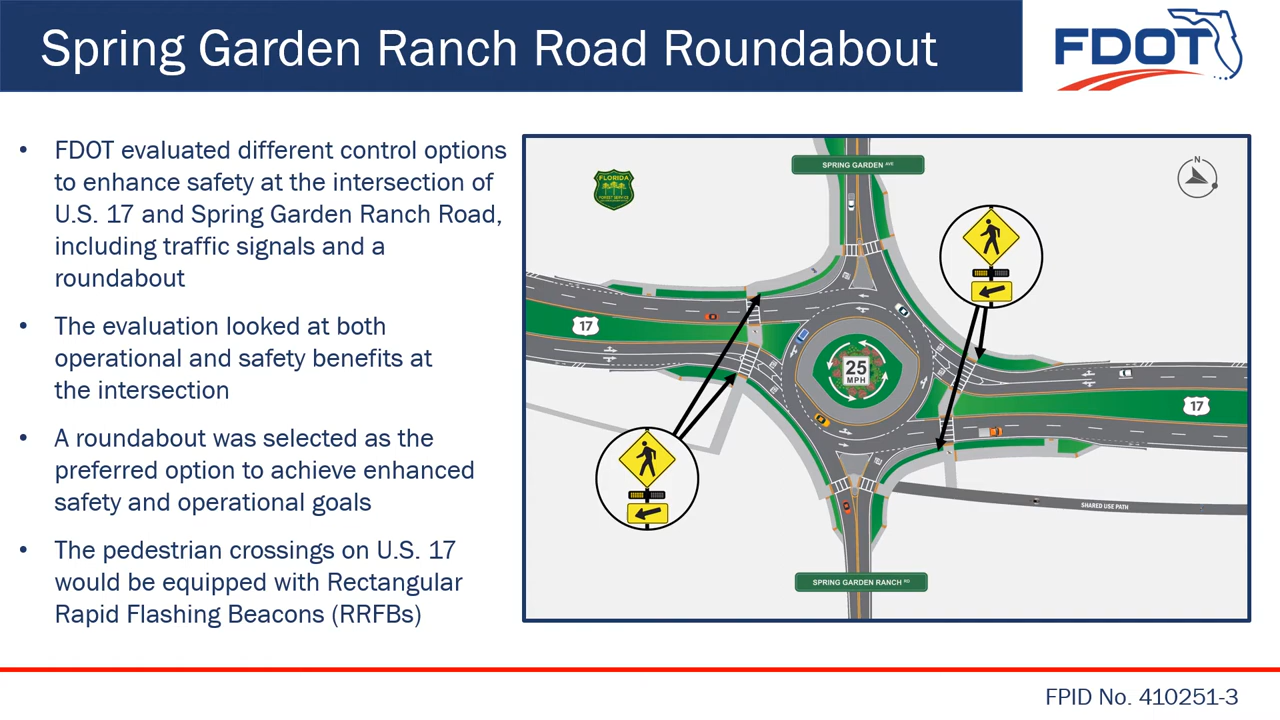 Spring Garden Ranch Road Roundabout
FDOT
• FDOT evaluated different control options
to enhance safety at the intersection of
U.S. 17 and Spring Garden Ranch Road,
including traffic signals and a
roundabout
• The evaluation looked at both
operational and safety benefits at
the intersection
• A roundabout was selected as the
preferred option to achieve enhanced
safety and operational goals
• The pedestrian crossings on U.S. 17
would be equipped with Rectangular
Rapid Flashing Beacons (RRFBs)
SPRING GARDEN AVE
N
FLORIDA
FOREST SERVICE
17
25
MPH
17
SHARED USE PATH
SPRING GARDEN RANCH RD
FPID No. 410251-3